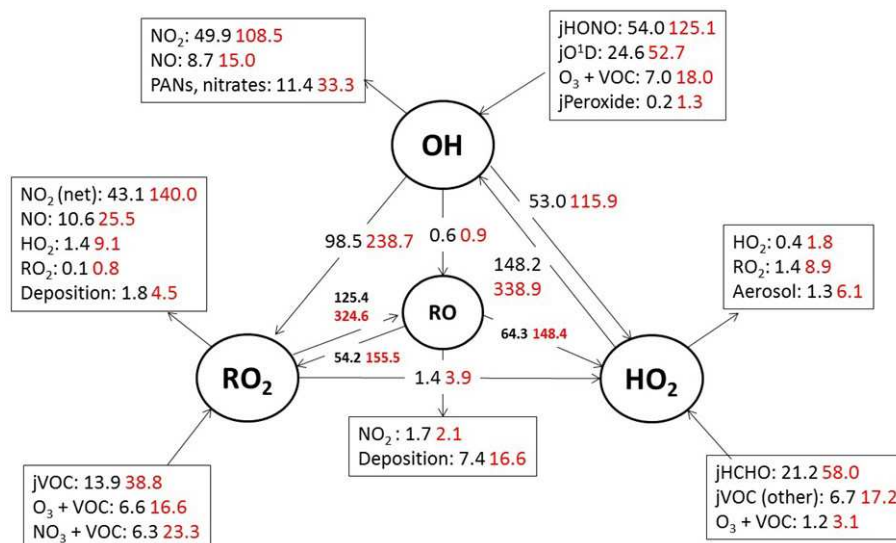 NO₂: 49.9 108.5
NO: 8.7 15.0
PANs, nitrates: 11.4 33.3
jHONO: 54.0 125.1
jO¹D: 24.6 52.7
O₃ + VOC: 7.0 18.0
jPeroxide: 0.2 1.3
OH
NO₂ (net): 43.1 140.0
NO: 10.6 25.5
HO₂: 1.4 9.1
RO₂: 0.1 0.8
Deposition: 1.8 4.5
53.0 115.9
98.5 238.7
0.6 0.9
148.2
338.9
HO₂: 0.4 1.8
RO₂: 1.4 8.9
Aerosol: 1.3 6.1
125.4
324.6
RO
64.3 148.4
54.2 155.5
RO₂
1.4 3.9
HO₂
NO₂ : 1.7 2.1
Deposition: 7.4 16.6
jVOC: 13.9 38.8
O₃ + VOC: 6.6 16.6
NO₃ + VOC: 6.3 23.3
jHCHO: 21.2 58.0
jVOC (other): 6.7 17.2
O₃ + VOC: 1.2 3.1